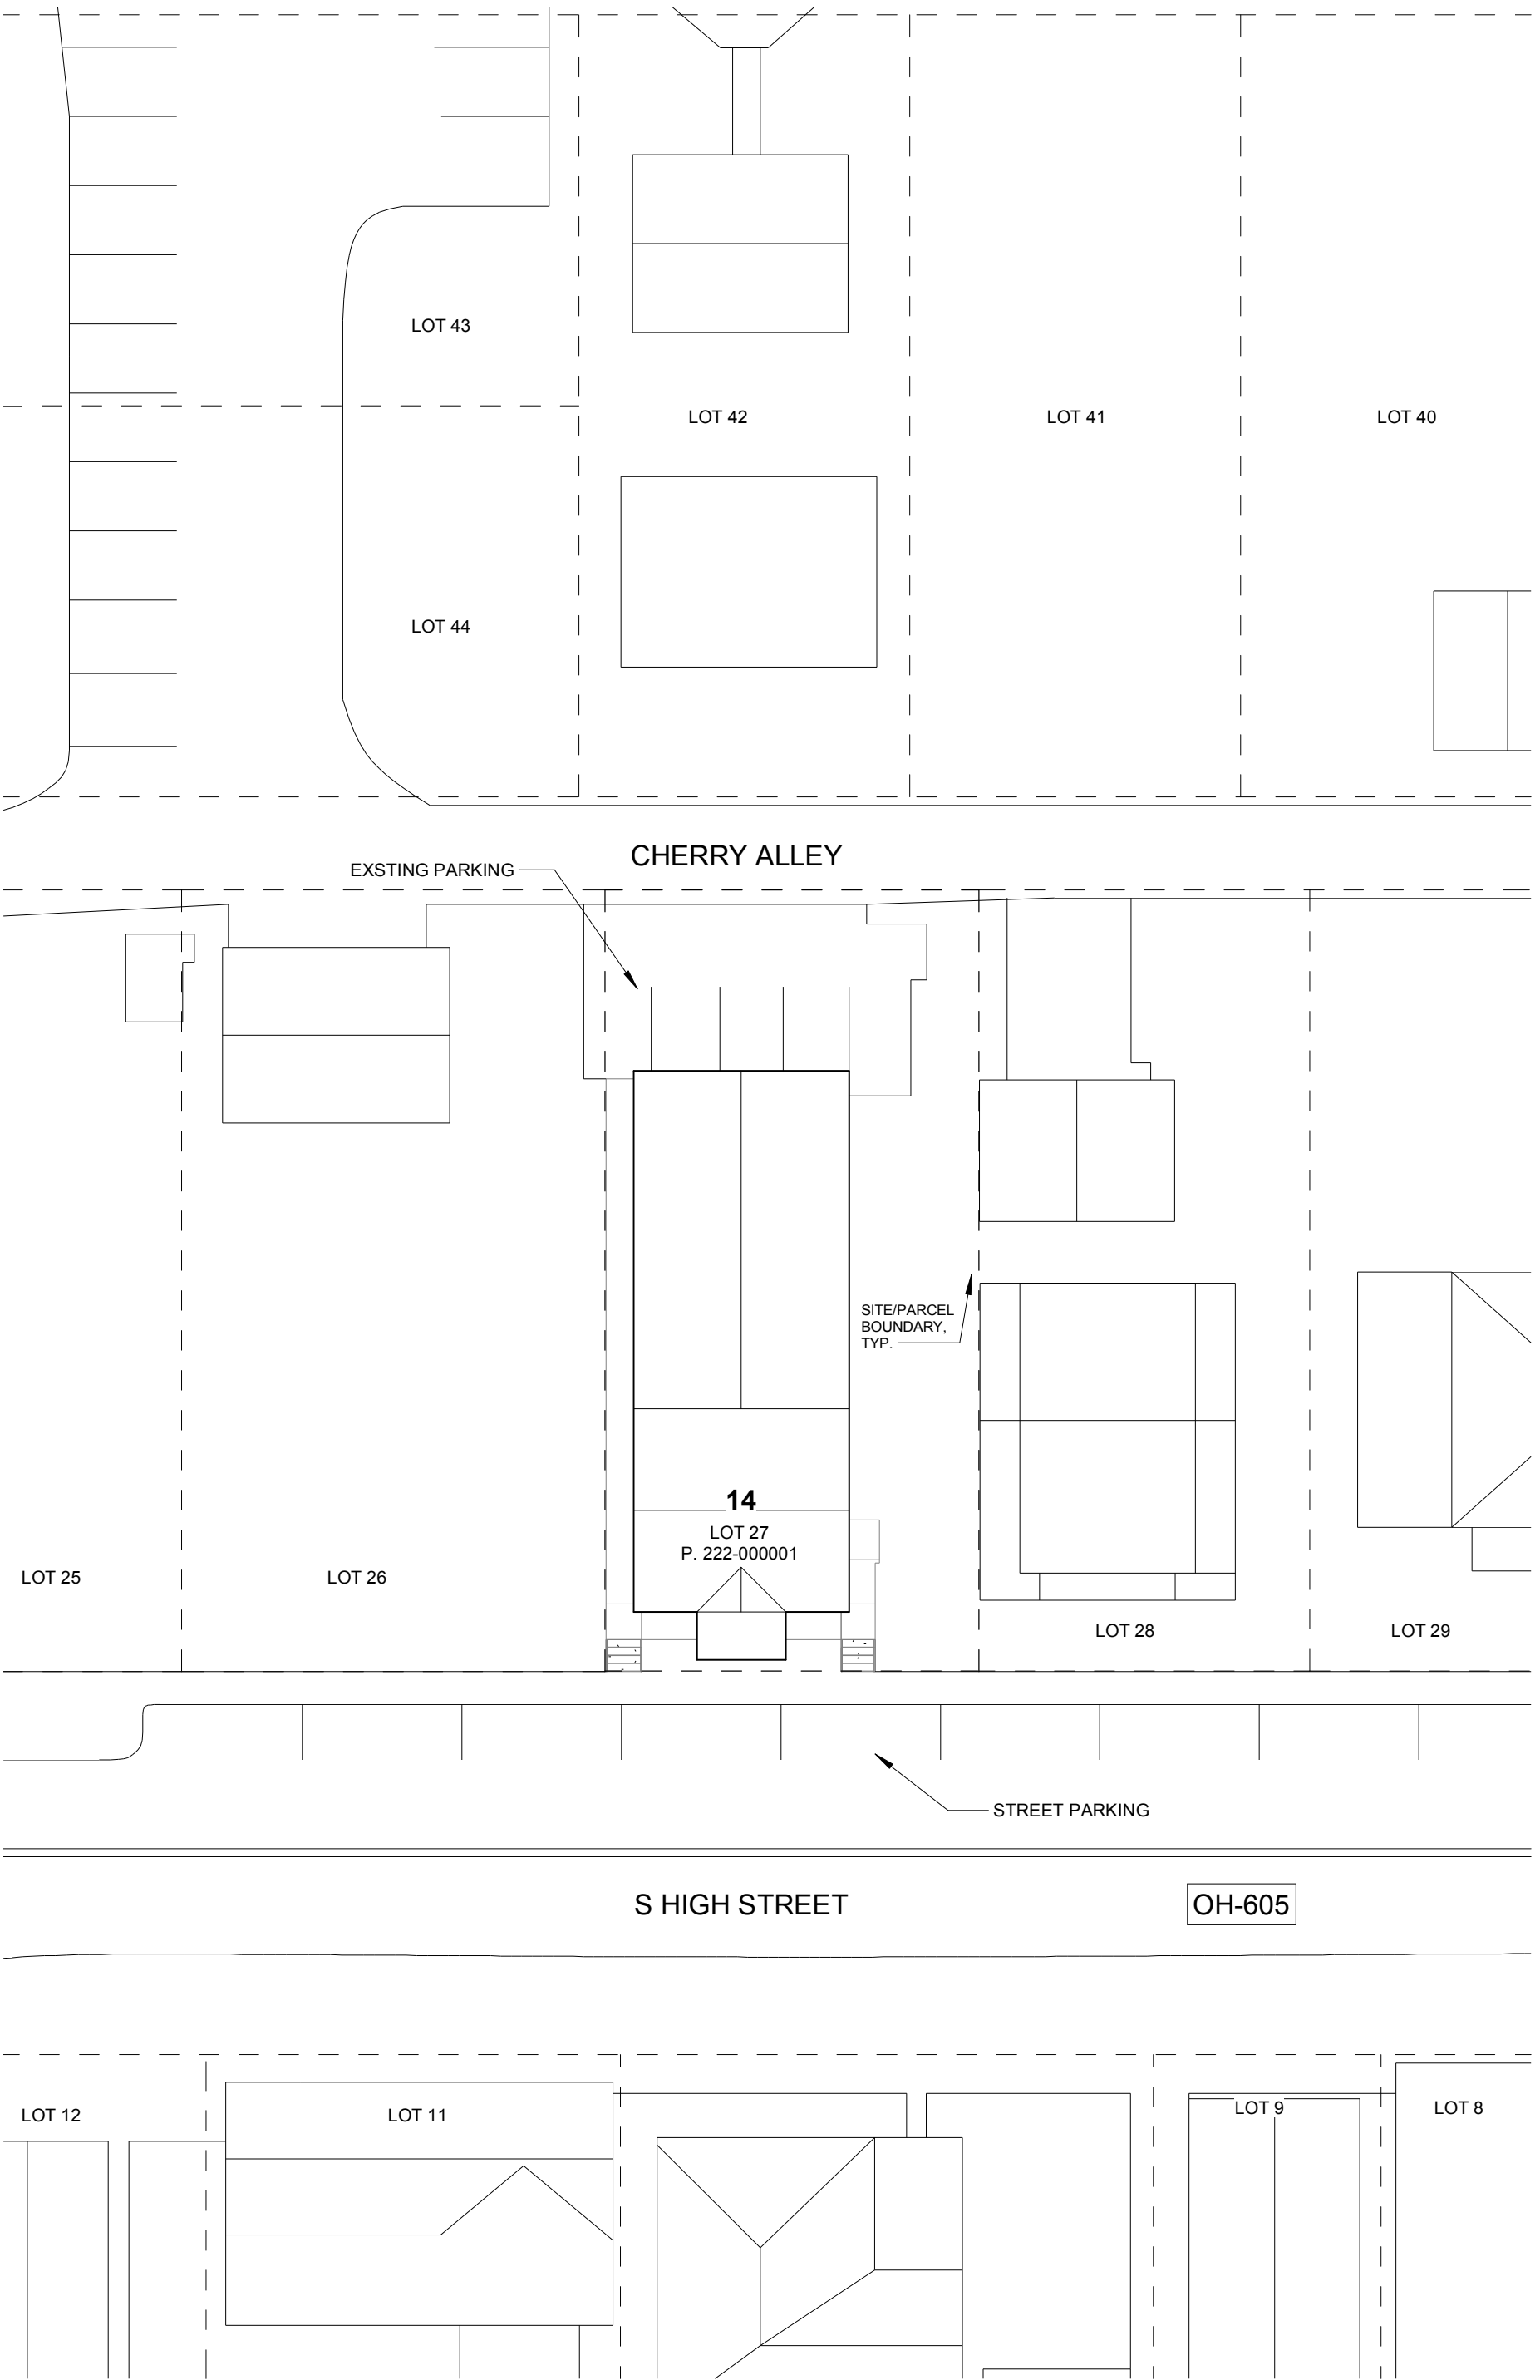 LOT 43
LOT 42
LOT 41
LOT 40
LOT 44
CHERRY ALLEY
EXSTING PARKING
SITE/PARCEL
BOUNDARY,
TYP.
14
LOT 27
P. 222-000001
LOT 25
LOT 26
LOT 28
LOT 29
STREET PARKING
S HIGH STREET
OH-605
LOT 12
LOT 11
LOT 9
LOT 8